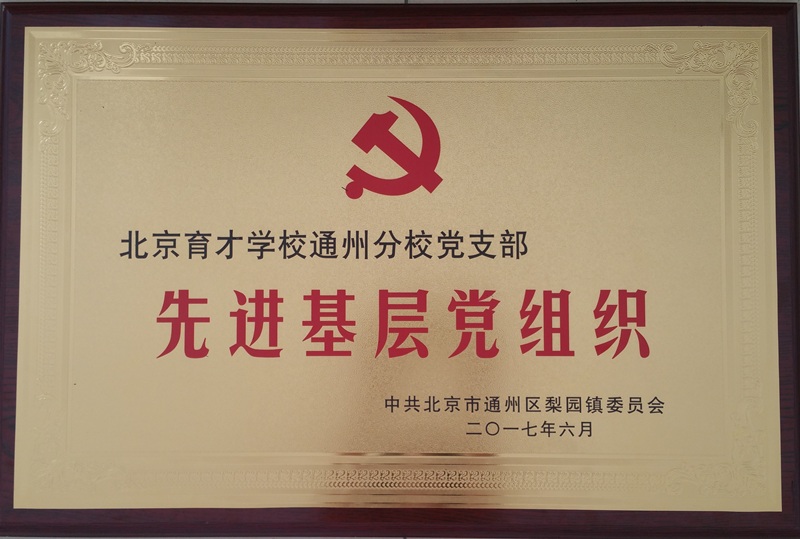 北京育才学校通州分校党支部
先进基层党组织
中共北京市通州区梨园镇委员会
二〇一七年六月